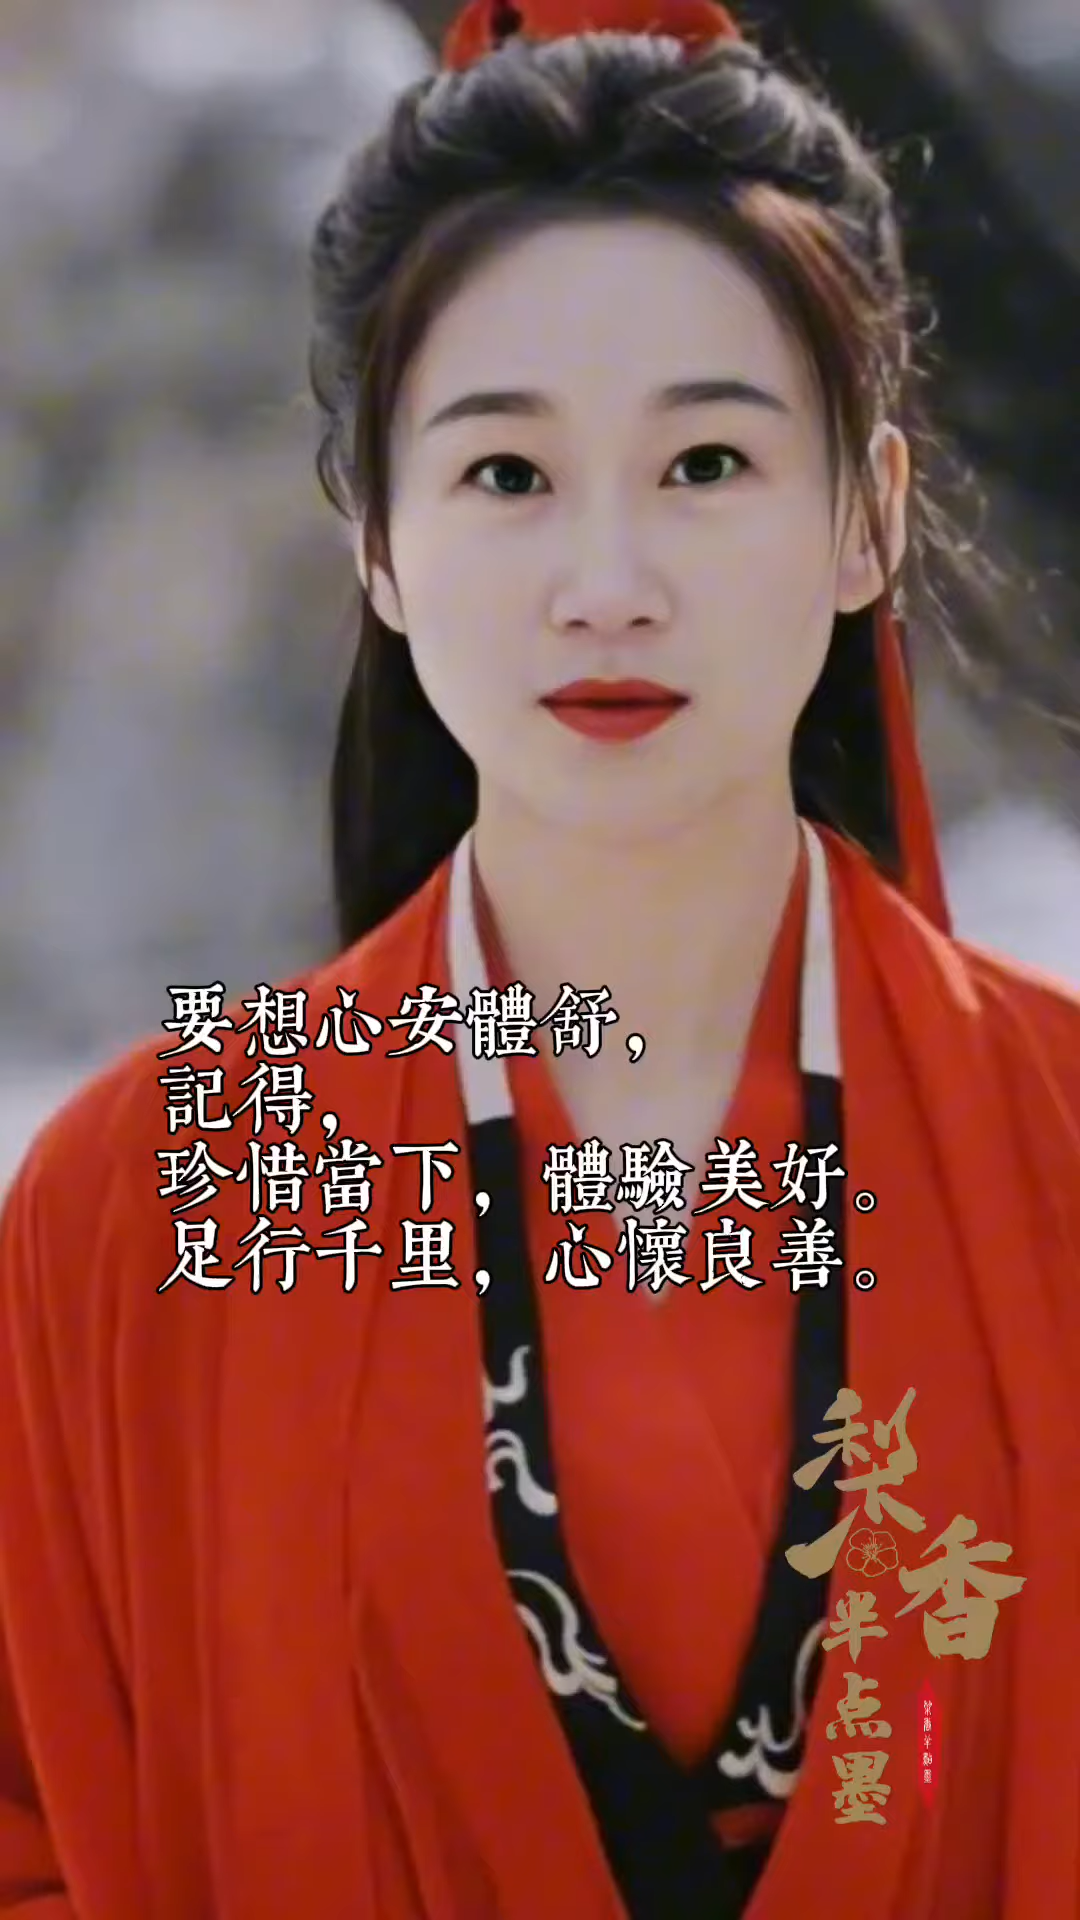 要想心安體舒，
記得，
珍惜當下，體驗美好。
足行千里，心懷良善。
梨香
半点墨